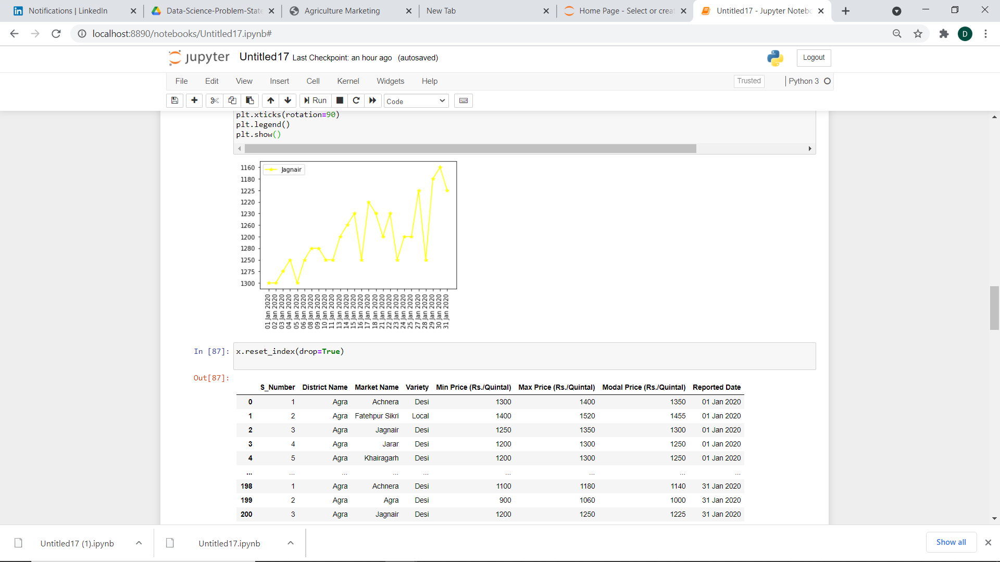 Notifications | LinkedIn
Data-Science-Problem-State
Agriculture Marketing
New Tab
Home Page - Select or creat
Untitled17 - Jupyter Notebo
localhost:8890/notebooks/Untitled17.ipynb#
D
jupyter Untitled17 Last Checkpoint: an hour ago (autosaved)
Logout
File Edit View Insert Cell Kernel Widgets Help
Trusted
Python 3
Run
Code
plt.xticks(rotation=90)
plt.legend()
plt.show()
Jagnair
1160
1180
1225
1220
1230
1260
1200
1280
1250
1275
1300
01 Jan 2020
02 Jan 2020
03 Jan 2020
04 Jan 2020
05 Jan 2020
06 Jan 2020
08 Jan 2020
09 Jan 2020
10 Jan 2020
11 Jan 2020
13 Jan 2020
14 Jan 2020
15 Jan 2020
16 Jan 2020
17 Jan 2020
18 Jan 2020
21 Jan 2020
22 Jan 2020
23 Jan 2020
24 Jan 2020
25 Jan 2020
27 Jan 2020
28 Jan 2020
29 Jan 2020
30 Jan 2020
31 Jan 2020
In [87]: x.reset_index(drop=True)
Out[87]:
S_Number District Name Market Name Variety Min Price (Rs./Quintal) Max Price (Rs./Quintal) Modal Price (Rs./Quintal) Reported Date
0 1 Agra Achnera Desi 1300 1400 1350 01 Jan 2020
1 2 Agra Fatehpur Sikri Local 1400 1520 1455 01 Jan 2020
2 3 Agra Jagnair Desi 1250 1350 1300 01 Jan 2020
3 4 Agra Jarar Desi 1200 1300 1250 01 Jan 2020
4 5 Agra Khairagarh Desi 1200 1300 1250 01 Jan 2020
... ... ... ... ... ... ... ... ...
198 1 Agra Achnera Desi 1100 1180 1140 31 Jan 2020
199 2 Agra Agra Desi 900 1060 1000 31 Jan 2020
200 3 Agra Jagnair Desi 1200 1250 1225 31 Jan 2020
Untitled17 (1).ipynb
Untitled17.ipynb
Show all